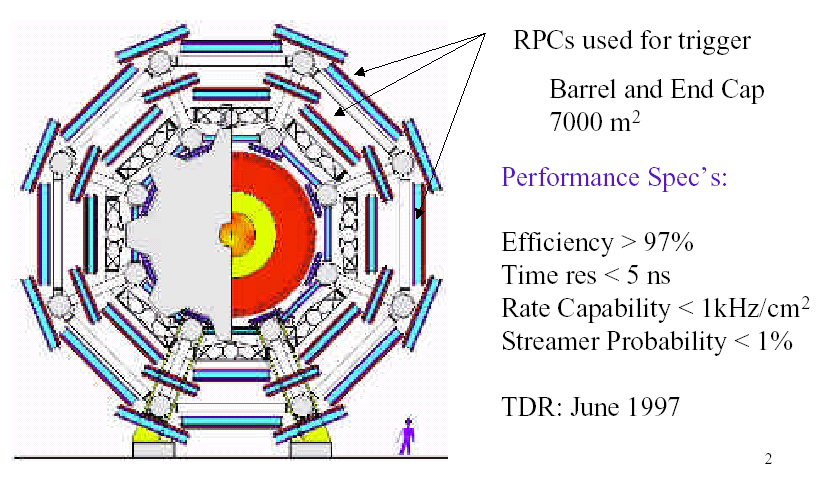 RPCs used for trigger
Barrel and End Cap
7000 m²
Performance Spec's:
Efficiency > 97%
Time res < 5 ns
Rate Capability < 1kHz/cm²
Streamer Probability < 1%
TDR: June 1997
2